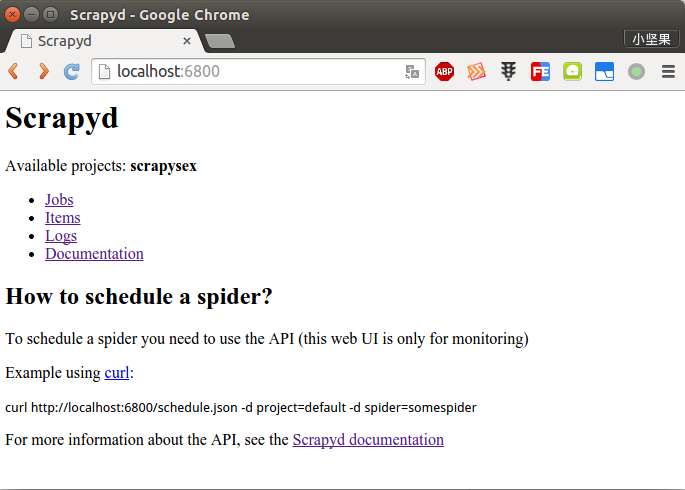 Scrapyd - Google Chrome
Scrapyd
小坚果
localhost:6800
ABP
FE
Scrapyd
Available projects: scrapysex
Jobs
Items
Logs
Documentation
How to schedule a spider?
To schedule a spider you need to use the API (this web UI is only for monitoring)
Example using curl:
curl http://localhost:6800/schedule.json -d project=default -d spider=somespider
For more information about the API, see the Scrapyd documentation